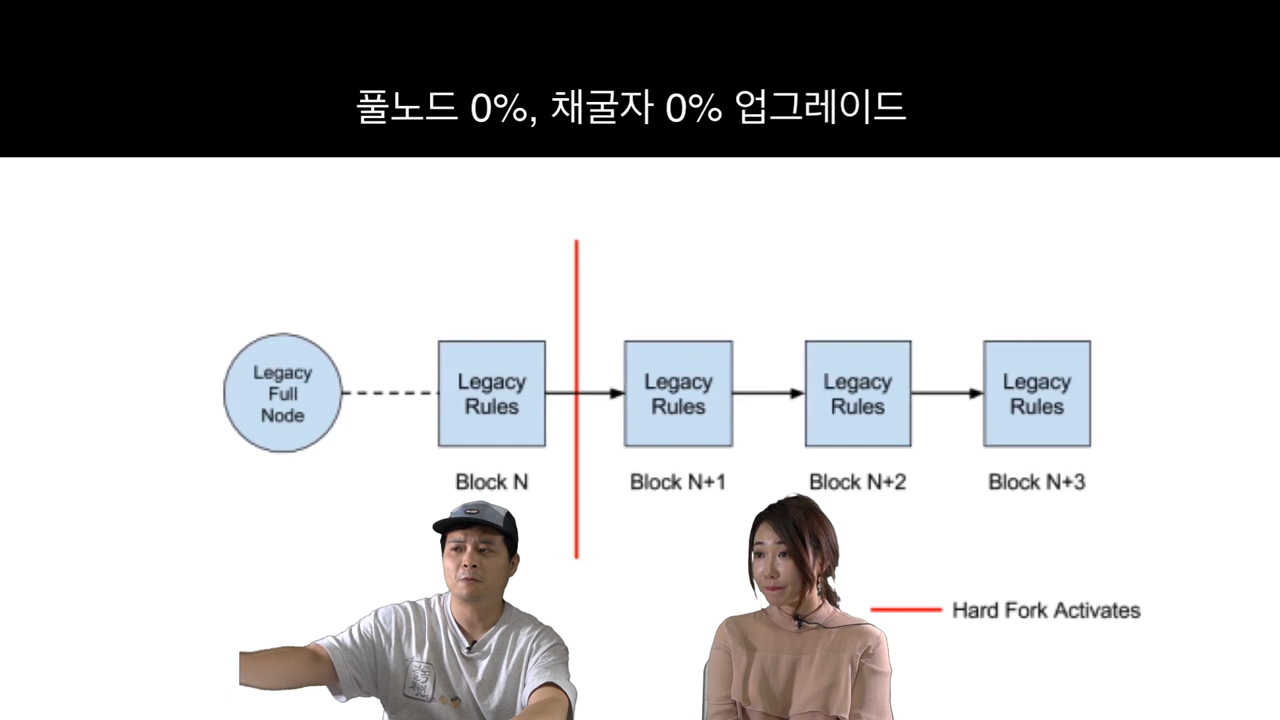 풀노드 0%, 채굴자 0% 업그레이드
Legacy
Full
Node
Legacy
Rules
Legacy
Rules
Legacy
Rules
Legacy
Rules
Block N
Block N+1
Block N+2
Block N+3
Hard Fork Activates